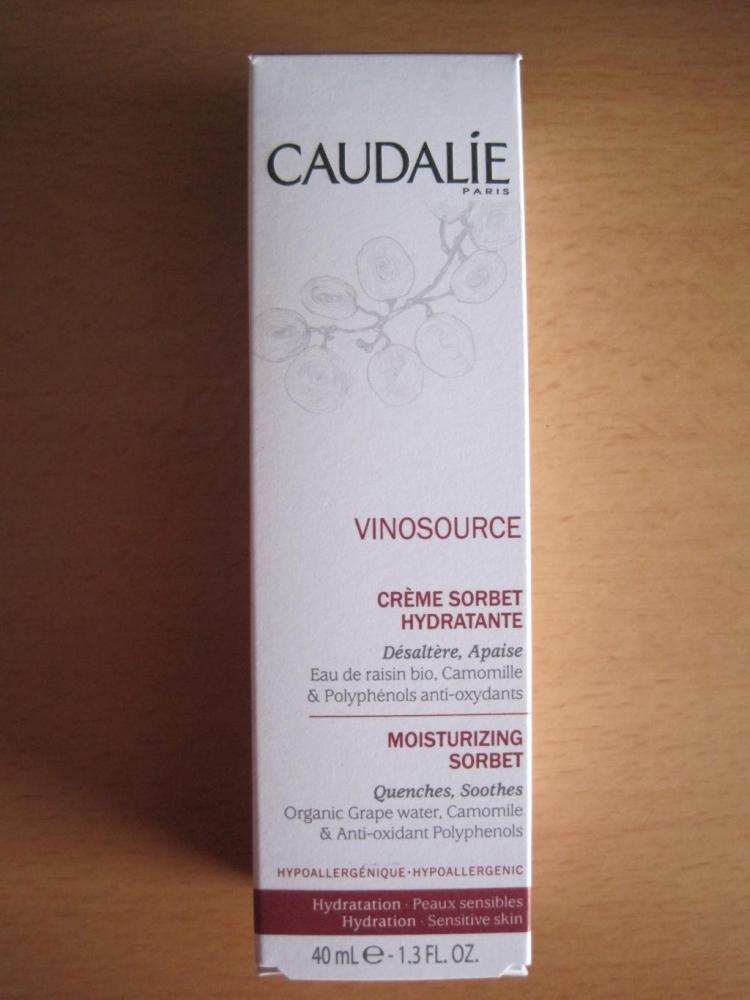 CAUDALÍE
PARIS
VINOSOURCE
CRÈME SORBET
HYDRATANTE
Désaltère, Apaise
Eau de raisin bio, Camomille
& Polyphénols anti-oxydants
MOISTURIZING
SORBET
Quenches, Soothes
Organic Grape water, Camomile
& Anti-oxidant Polyphenols
HYPOALLERGÉNIQUE·HYPOALLERGENIC
Hydratation · Peaux sensibles
Hydration · Sensitive skin
40 mL ℮ - 1.3 FL. OZ.